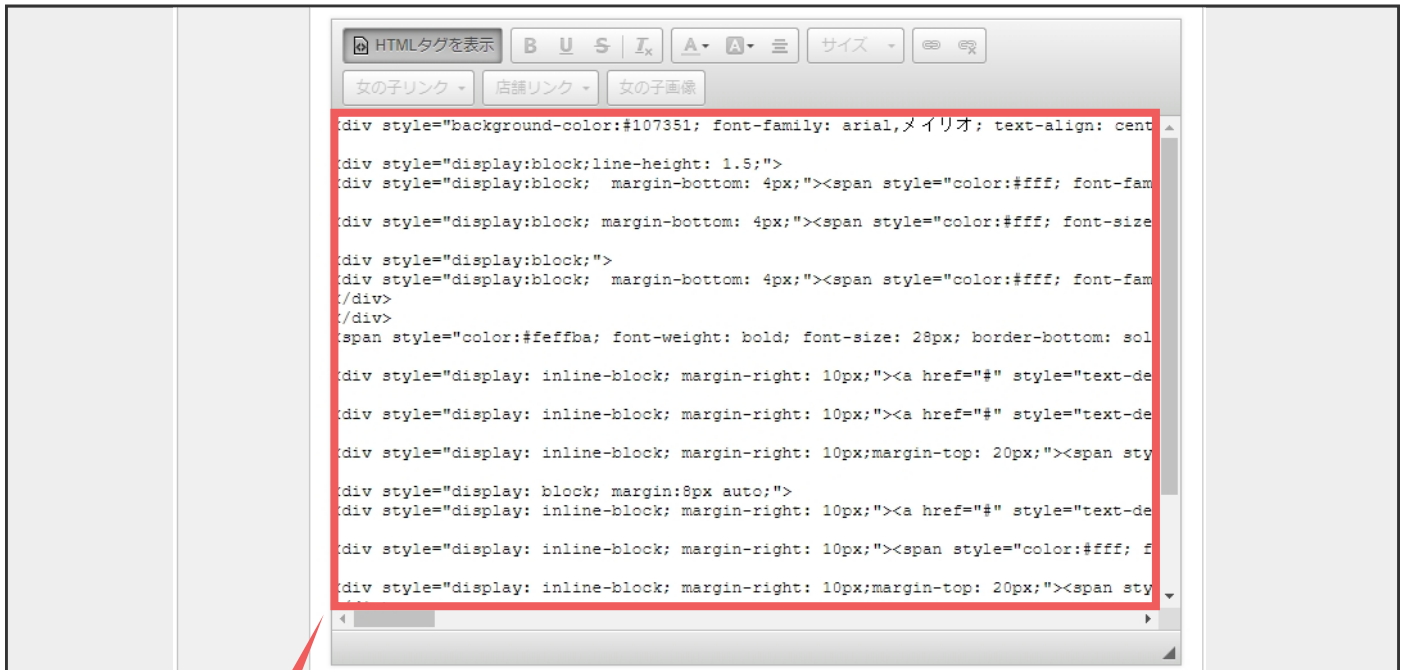 HTMLタグを表示 B U S Tx A A サイズ
女の子リンク 店舗リンク 女の子画像
<div style="background-color:#107351; font-family: arial,メイリオ; text-align: cent
<div style="display:block;line-height: 1.5;">
<div style="display:block;  margin-bottom: 4px;"><span style="color:#fff; font-fam
<div style="display:block; margin-bottom: 4px;"><span style="color:#fff; font-size
<div style="display:block;">
<div style="display:block;  margin-bottom: 4px;"><span style="color:#fff; font-fam
</div>
</div>
<span style="color:#feffba; font-weight: bold; font-size: 28px; border-bottom: sol
<div style="display: inline-block; margin-right: 10px;"><a href="#" style="text-de
<div style="display: inline-block; margin-right: 10px;"><a href="#" style="text-de
<div style="display: inline-block; margin-right: 10px;margin-top: 20px;"><span sty
<div style="display: block; margin:8px auto;">
<div style="display: inline-block; margin-right: 10px;"><a href="#" style="text-de
<div style="display: inline-block; margin-right: 10px;"><span style="color:#fff; f
<div style="display: inline-block; margin-right: 10px;margin-top: 20px;"><span sty